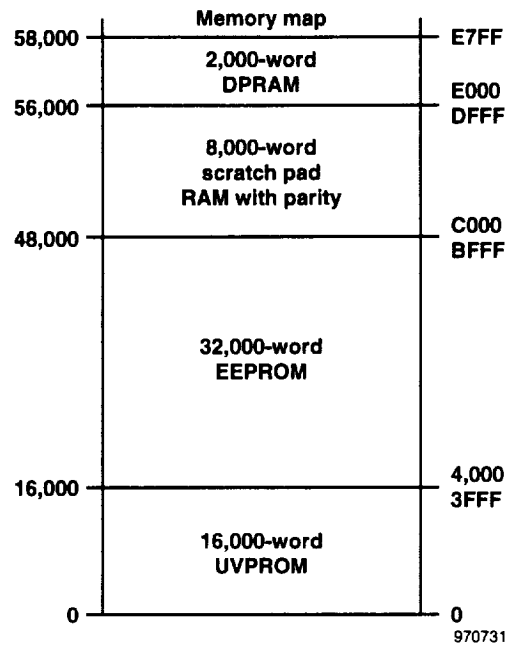 Memory map
58,000
E7FF
2,000-word
DPRAM
E000
56,000
DFFF
8,000-word
scratch pad
RAM with parity
C000
48,000
BFFF
32,000-word
EEPROM
4,000
16,000
3FFF
16,000-word
UVPROM
0
0
970731